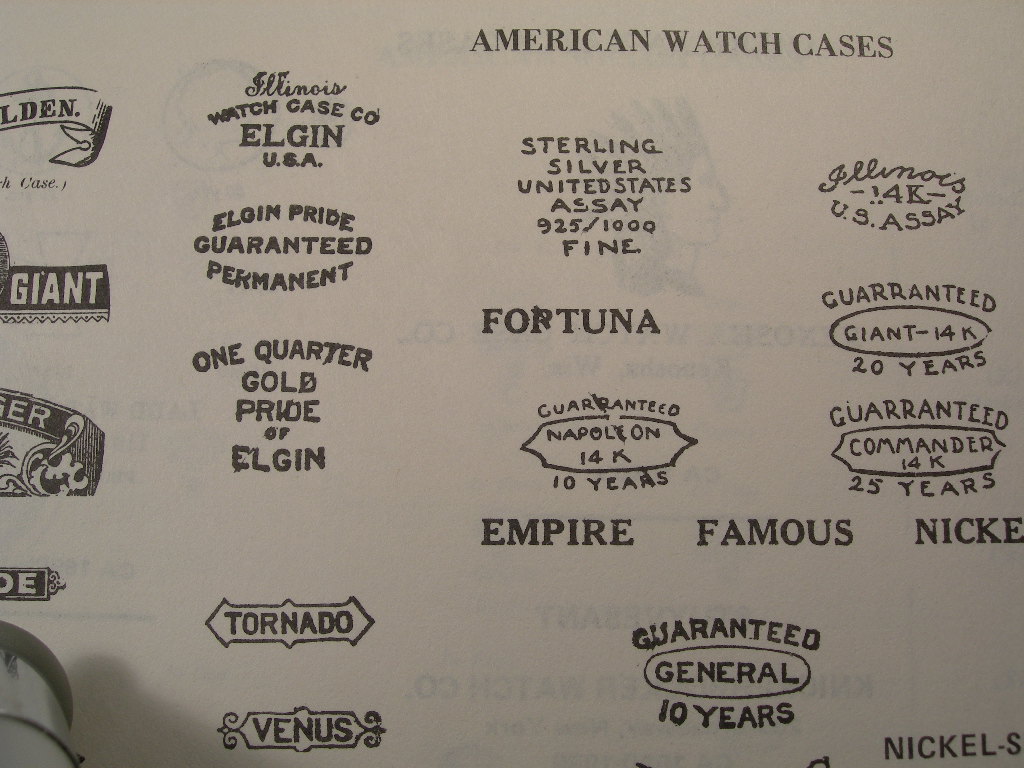 AMERICAN WATCH CASES
LDEN.
h Case.)
GIANT
GER
DE
Illinois
WATCH CASE CO
ELGIN
U.S.A.
ELGIN PRIDE
GUARANTEED
PERMANENT
ONE QUARTER
GOLD
PRIDE
OF
ELGIN
TORNADO
VENUS
STERLING
SILVER
UNITED STATES
ASSAY
925/1000
FINE
Illinois
14K
U.S. ASSAY
FORTUNA
GUARRANTEED
GIANT-14K
20 YEARS
GUARRANTEED
NAPOLEON
14 K
10 YEARS
GUARRANTEED
COMMANDER
14 K
25 YEARS
EMPIRE FAMOUS NICKE
GUARANTEED
GENERAL
10 YEARS
NICKEL-S